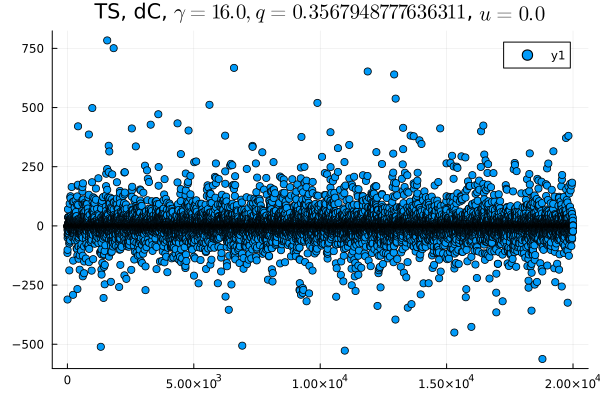 TS, dC, γ = 16.0, q = 0.3567948777636311, u = 0.0
y1
750
500
250
0
−250
−500
0 5.00×10³ 1.00×10⁴ 1.50×10⁴ 2.00×10⁴